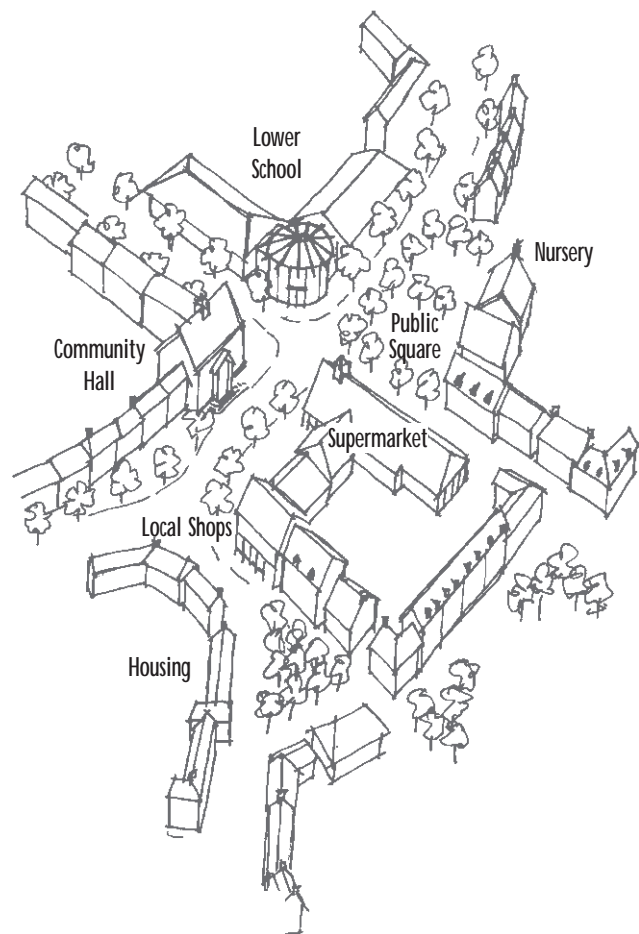 Lower
School
Nursery
Public
Square
Community
Hall
Supermarket
Local Shops
Housing